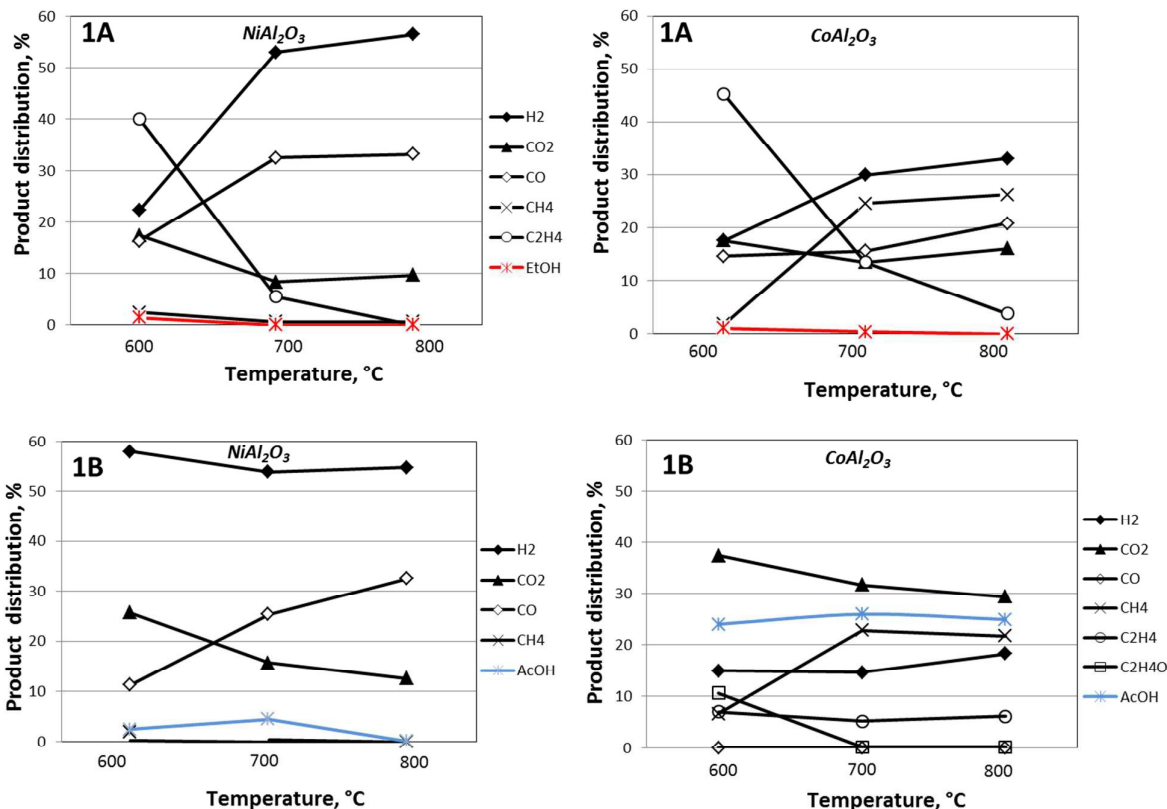 1A
NiAl2O3
Product distribution, %
60
50
40
30
20
10
0
600
700
800
Temperature, °C
H2
CO2
CO
CH4
C2H4
EtOH
1A
CoAl2O3
Product distribution, %
60
50
40
30
20
10
0
600
700
800
Temperature, °C
1B
NiAl2O3
Product distribution, %
60
50
40
30
20
10
0
600
700
800
Temperature, °C
H2
CO2
CO
CH4
AcOH
1B
CoAl2O3
Product distribution, %
60
50
40
30
20
10
0
600
700
800
Temperature, °C
H2
CO2
CO
CH4
C2H4
C2H4O
AcOH